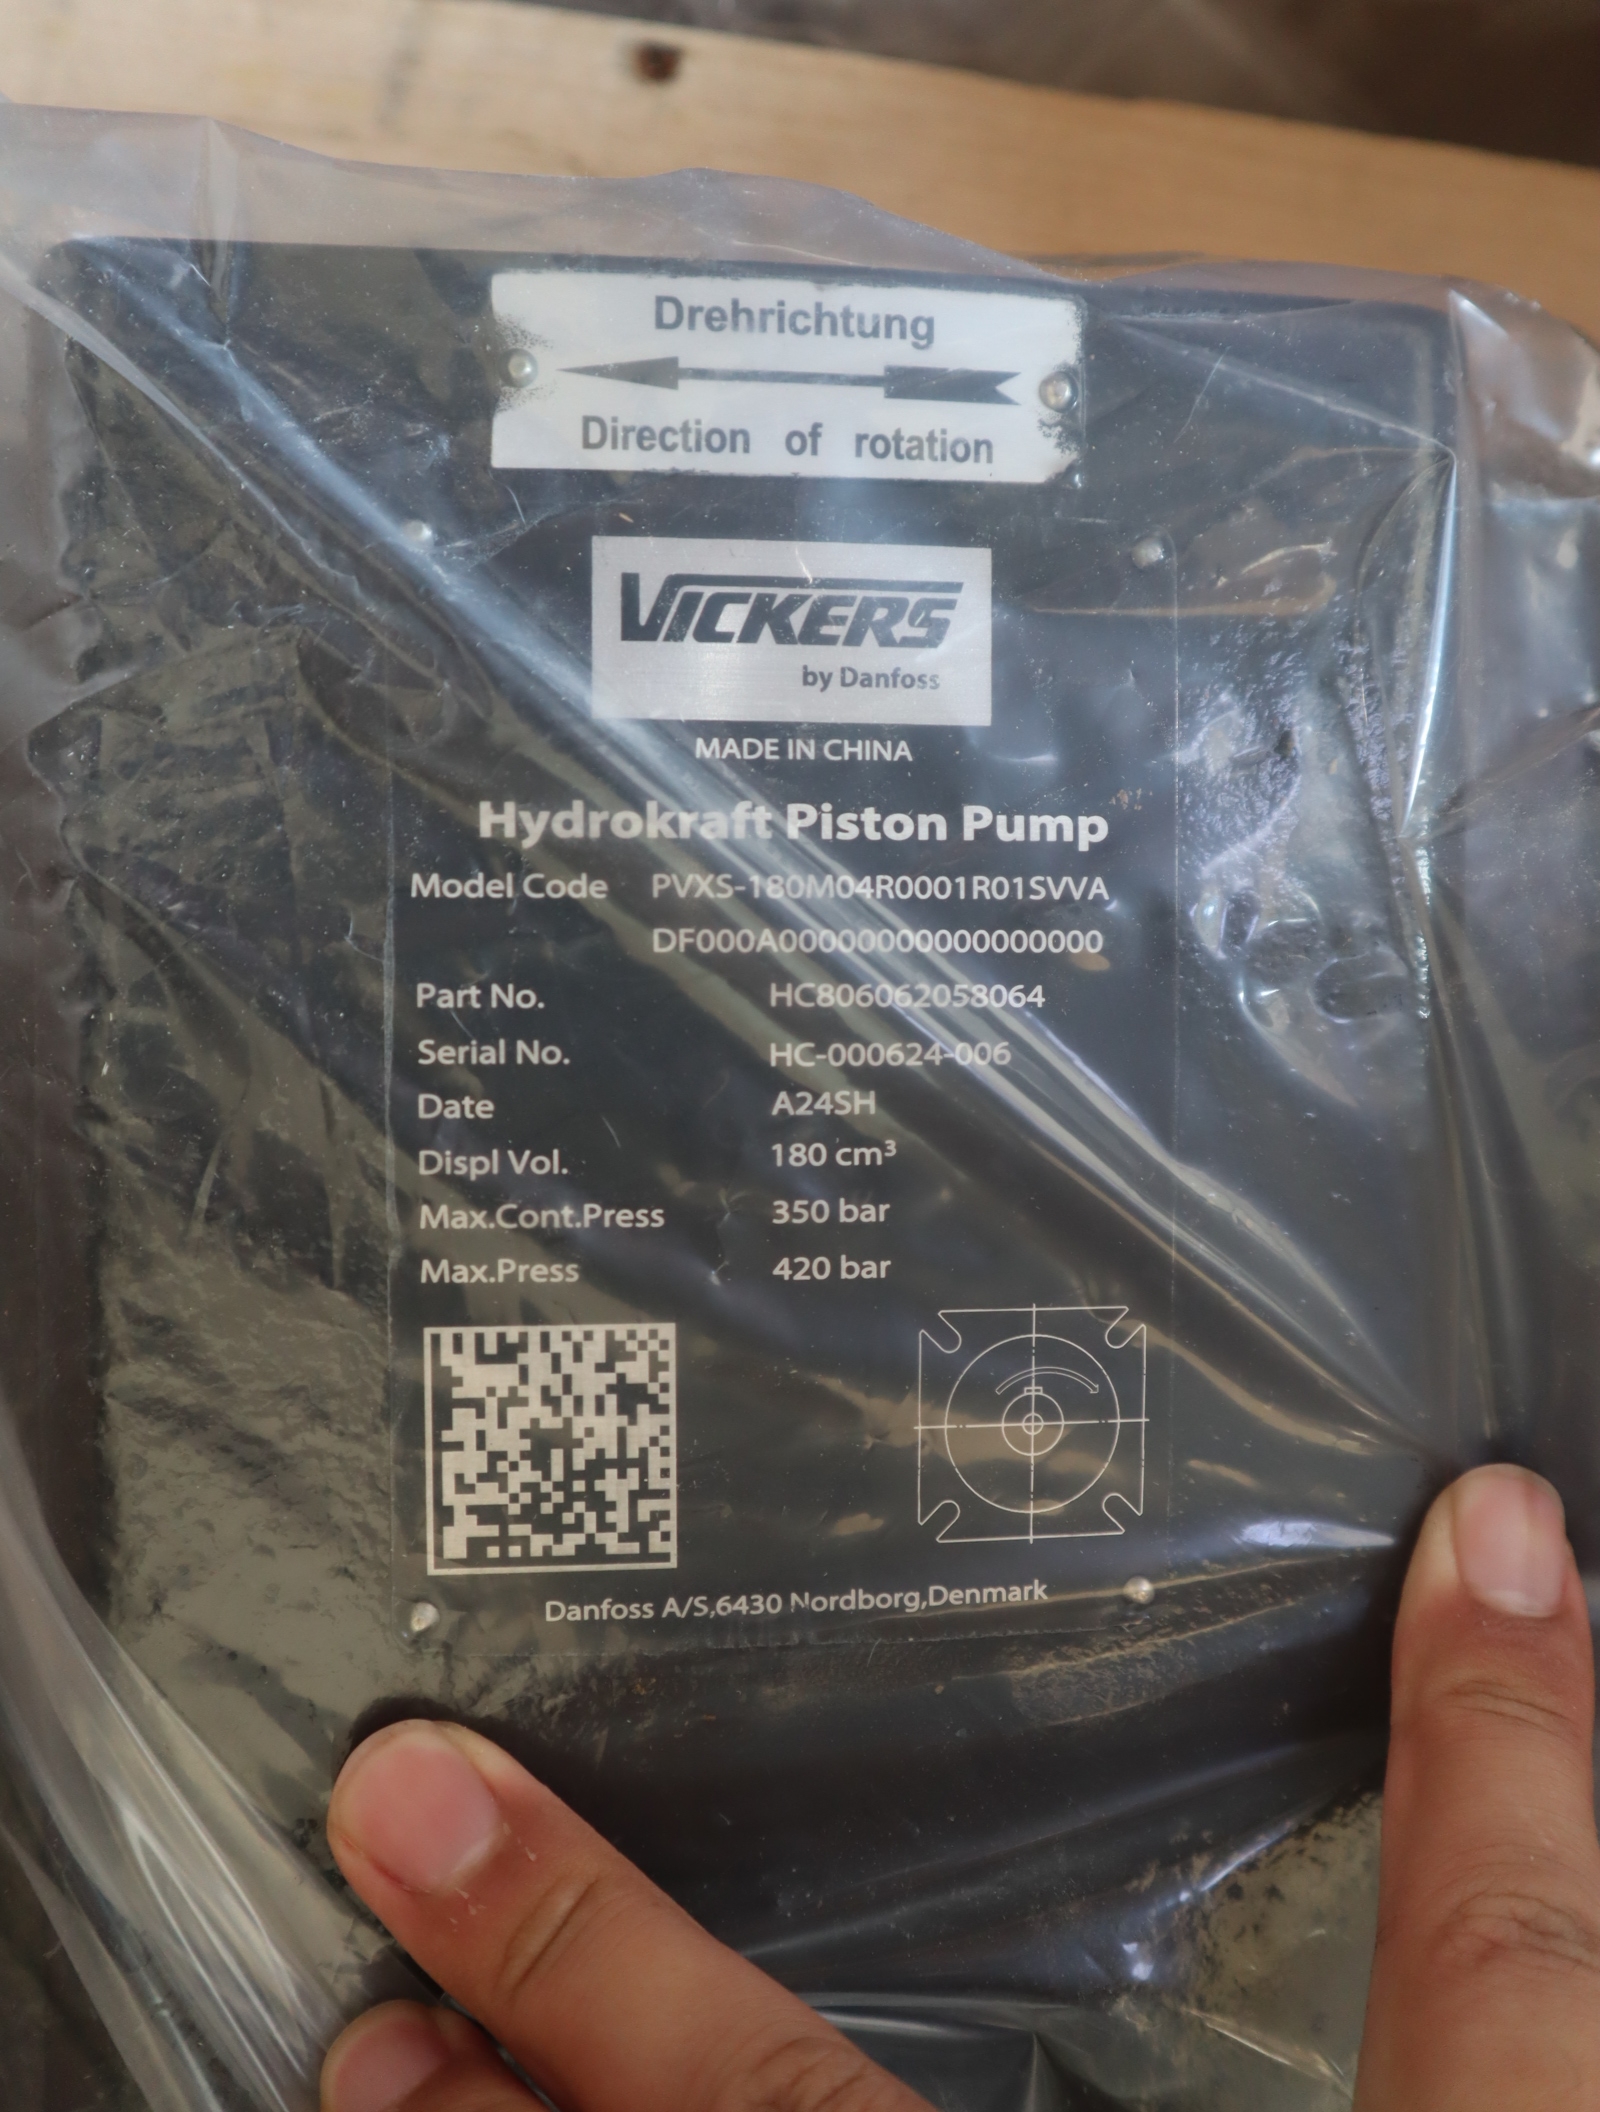 Drehrichtung
Direction of rotation
VICKERS
by Danfoss
MADE IN CHINA
Hydrokraft Piston Pump
Model Code PVXS-180M04R0001R01SVVA
DF000A00000000000000000
Part No. HC806062058064
Serial No. HC-000624-006
Date A24SH
Displ Vol. 180 cm³
Max.Cont.Press 350 bar
Max.Press 420 bar
Danfoss A/S,6430 Nordborg,Denmark